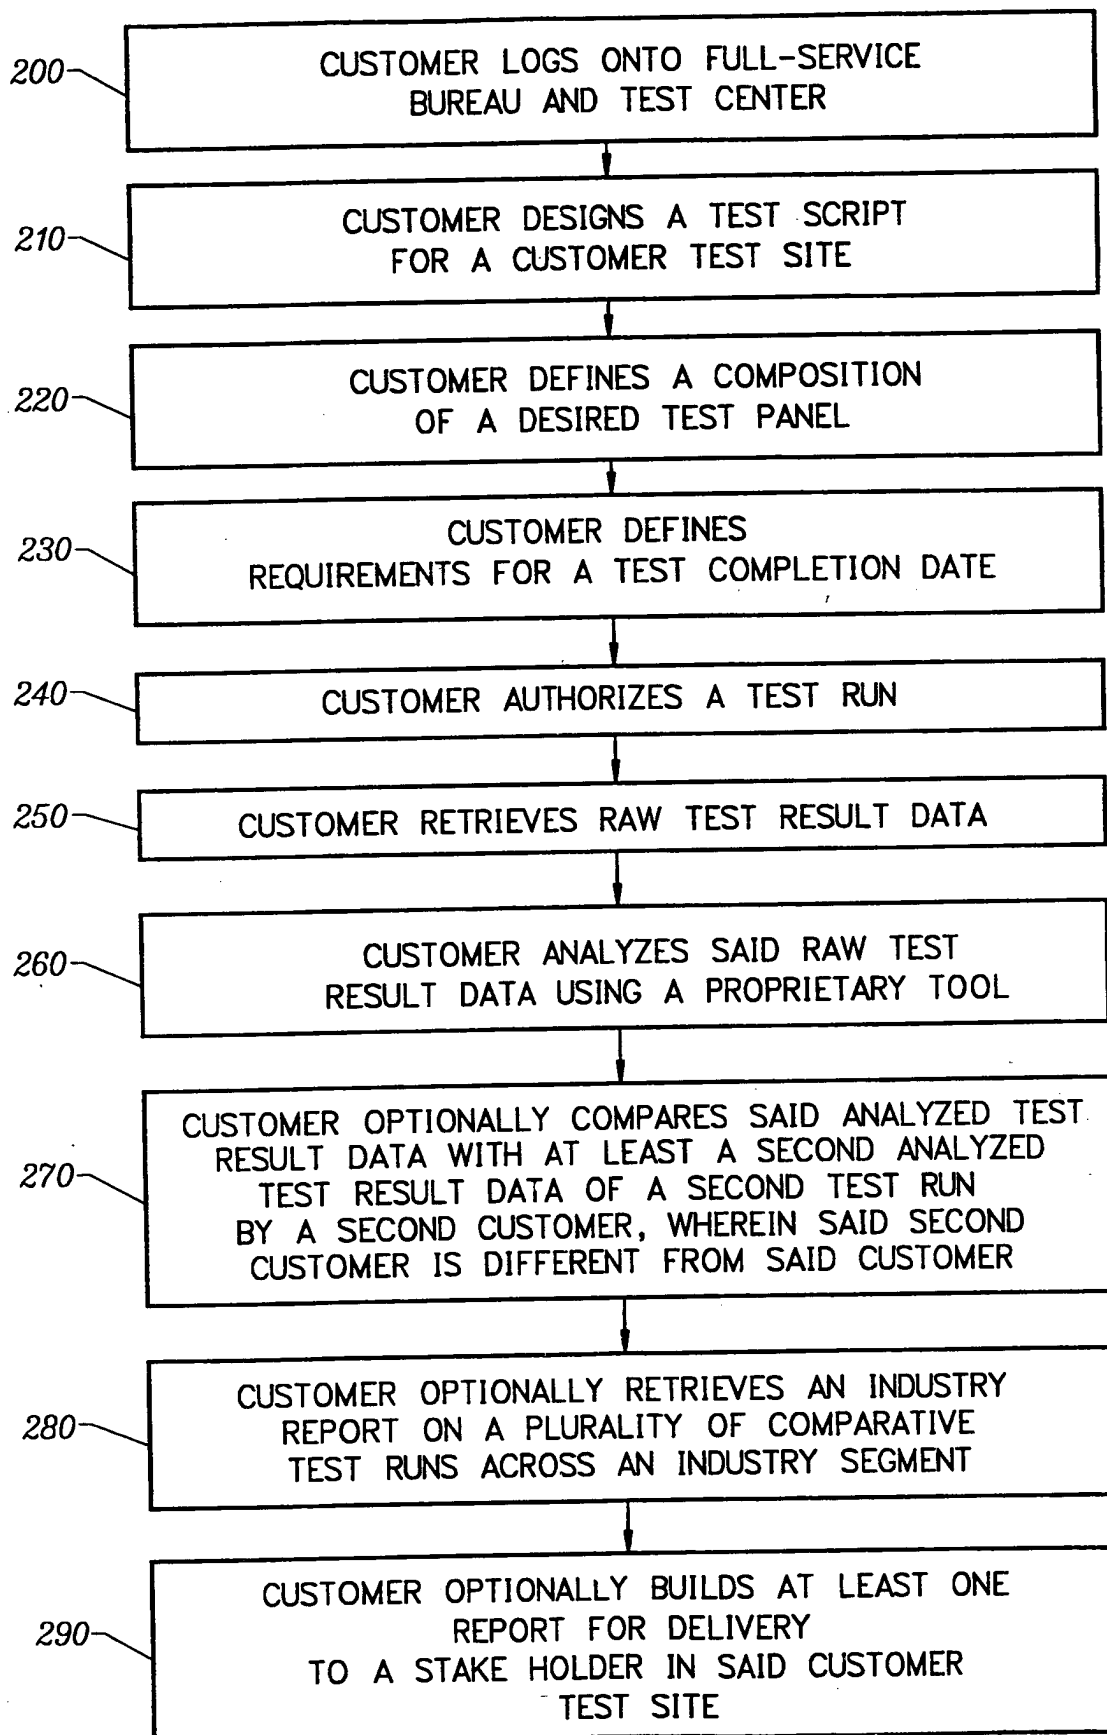 200
CUSTOMER LOGS ONTO FULL-SERVICE
BUREAU AND TEST CENTER
210
CUSTOMER DESIGNS A TEST SCRIPT
FOR A CUSTOMER TEST SITE
220
CUSTOMER DEFINES A COMPOSITION
OF A DESIRED TEST PANEL
230
CUSTOMER DEFINES
REQUIREMENTS FOR A TEST COMPLETION DATE
240
CUSTOMER AUTHORIZES A TEST RUN
250
CUSTOMER RETRIEVES RAW TEST RESULT DATA
260
CUSTOMER ANALYZES SAID RAW TEST
RESULT DATA USING A PROPRIETARY TOOL
270
CUSTOMER OPTIONALLY COMPARES SAID ANALYZED TEST
RESULT DATA WITH AT LEAST A SECOND ANALYZED
TEST RESULT DATA OF A SECOND TEST RUN
BY A SECOND CUSTOMER, WHEREIN SAID SECOND
CUSTOMER IS DIFFERENT FROM SAID CUSTOMER
280
CUSTOMER OPTIONALLY RETRIEVES AN INDUSTRY
REPORT ON A PLURALITY OF COMPARATIVE
TEST RUNS ACROSS AN INDUSTRY SEGMENT
290
CUSTOMER OPTIONALLY BUILDS AT LEAST ONE
REPORT FOR DELIVERY
TO A STAKE HOLDER IN SAID CUSTOMER
TEST SITE